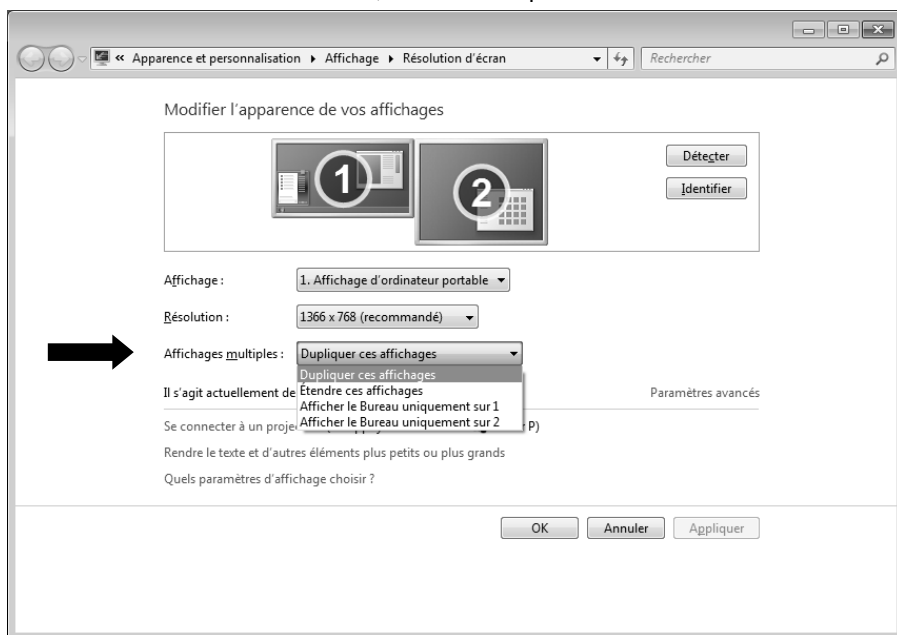 « Apparence et personnalisation ▸ Affichage ▸ Résolution d'écran
Rechercher
Modifier l'apparence de vos affichages
1
2
Détecter
Identifier
Affichage :
1. Affichage d'ordinateur portable
Résolution :
1366 x 768 (recommandé)
Affichages multiples :
Dupliquer ces affichages
Dupliquer ces affichages
Étendre ces affichages
Afficher le Bureau uniquement sur 1
Afficher le Bureau uniquement sur 2
Il s'agit actuellement de
Paramètres avancés
Se connecter à un proje
P)
Rendre le texte et d'autres éléments plus petits ou plus grands
Quels paramètres d'affichage choisir ?
OK
Annuler
Appliquer